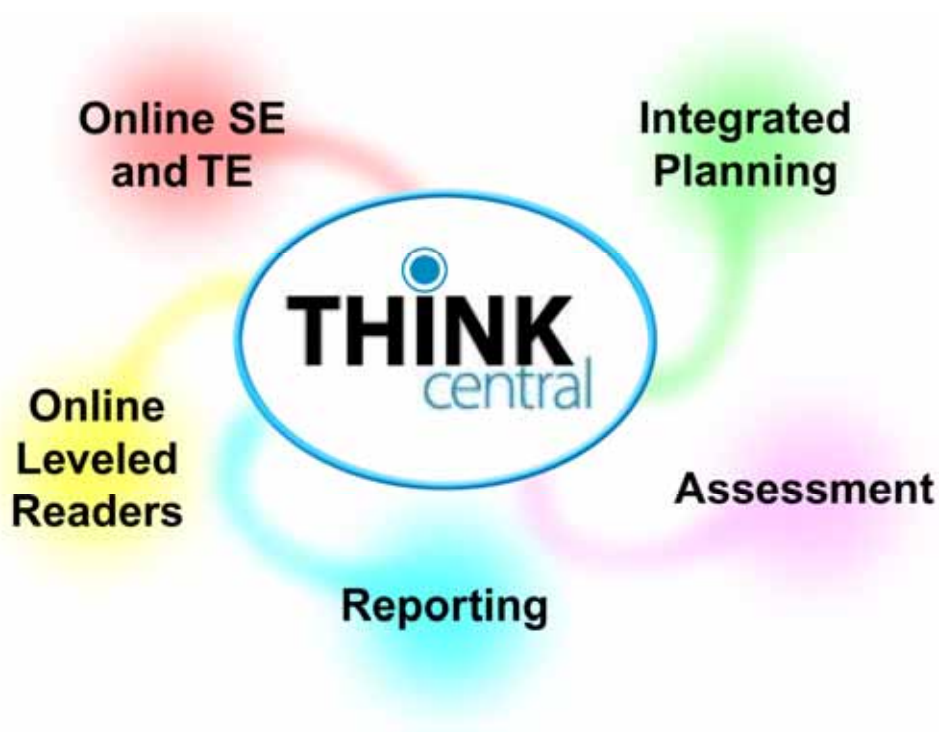 Online SE
and TE
Integrated
Planning
THINK
central
Online
Leveled
Readers
Assessment
Reporting